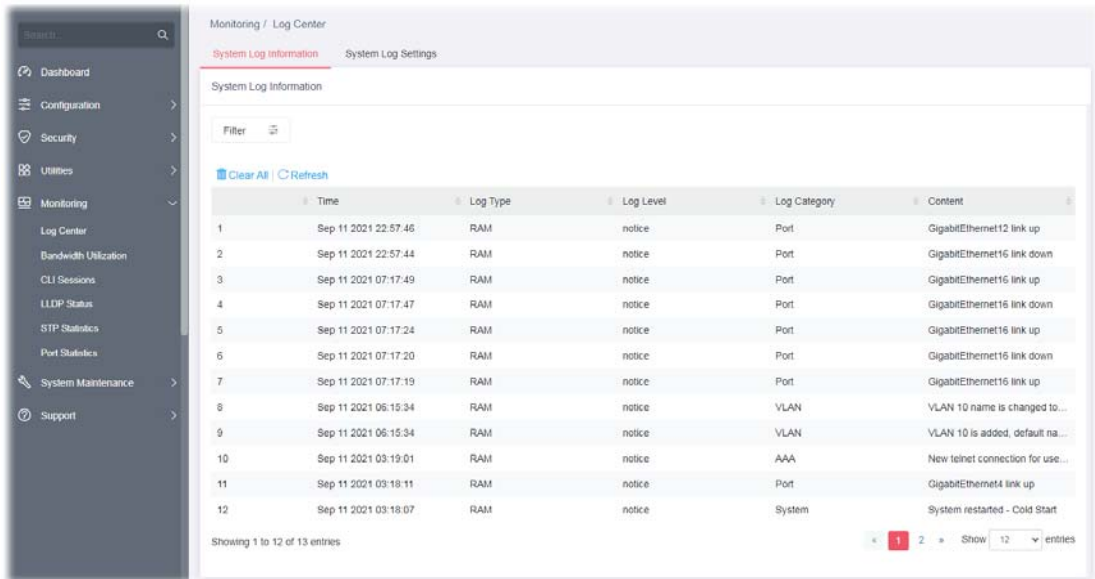 Monitoring / Log Center
Search...
System Log Information System Log Settings
Dashboard
System Log Information
Configuration
Security
Filter
Utilities
Clear All | Refresh
Monitoring
Time Log Type Log Level Log Category Content
Log Center
1 Sep 11 2021 22:57:46 RAM notice Port GigabitEthernet12 link up
Bandwidth Utilization
2 Sep 11 2021 22:57:44 RAM notice Port GigabitEthernet16 link down
CLI Sessions
3 Sep 11 2021 07:17:49 RAM notice Port GigabitEthernet16 link up
LLDP Status
4 Sep 11 2021 07:17:47 RAM notice Port GigabitEthernet16 link down
STP Statistics
5 Sep 11 2021 07:17:24 RAM notice Port GigabitEthernet16 link up
Port Statistics
6 Sep 11 2021 07:17:20 RAM notice Port GigabitEthernet16 link down
System Maintenance
7 Sep 11 2021 07:17:19 RAM notice Port GigabitEthernet16 link up
Support
8 Sep 11 2021 06:15:34 RAM notice VLAN VLAN 10 name is changed to...
9 Sep 11 2021 06:15:34 RAM notice VLAN VLAN 10 is added, default na...
10 Sep 11 2021 03:19:01 RAM notice AAA New telnet connection for use...
11 Sep 11 2021 03:18:11 RAM notice Port GigabitEthernet4 link up
12 Sep 11 2021 03:18:07 RAM notice System System restarted - Cold Start
Showing 1 to 12 of 13 entries
« 1 2 » Show 12 entries